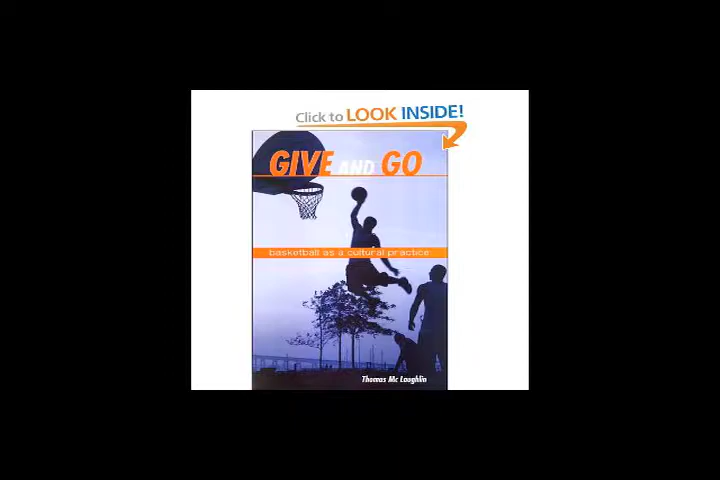 Click to LOOK INSIDE!
GIVE AND GO
basketball as a cultural practice
Thomas Mc Laughlin